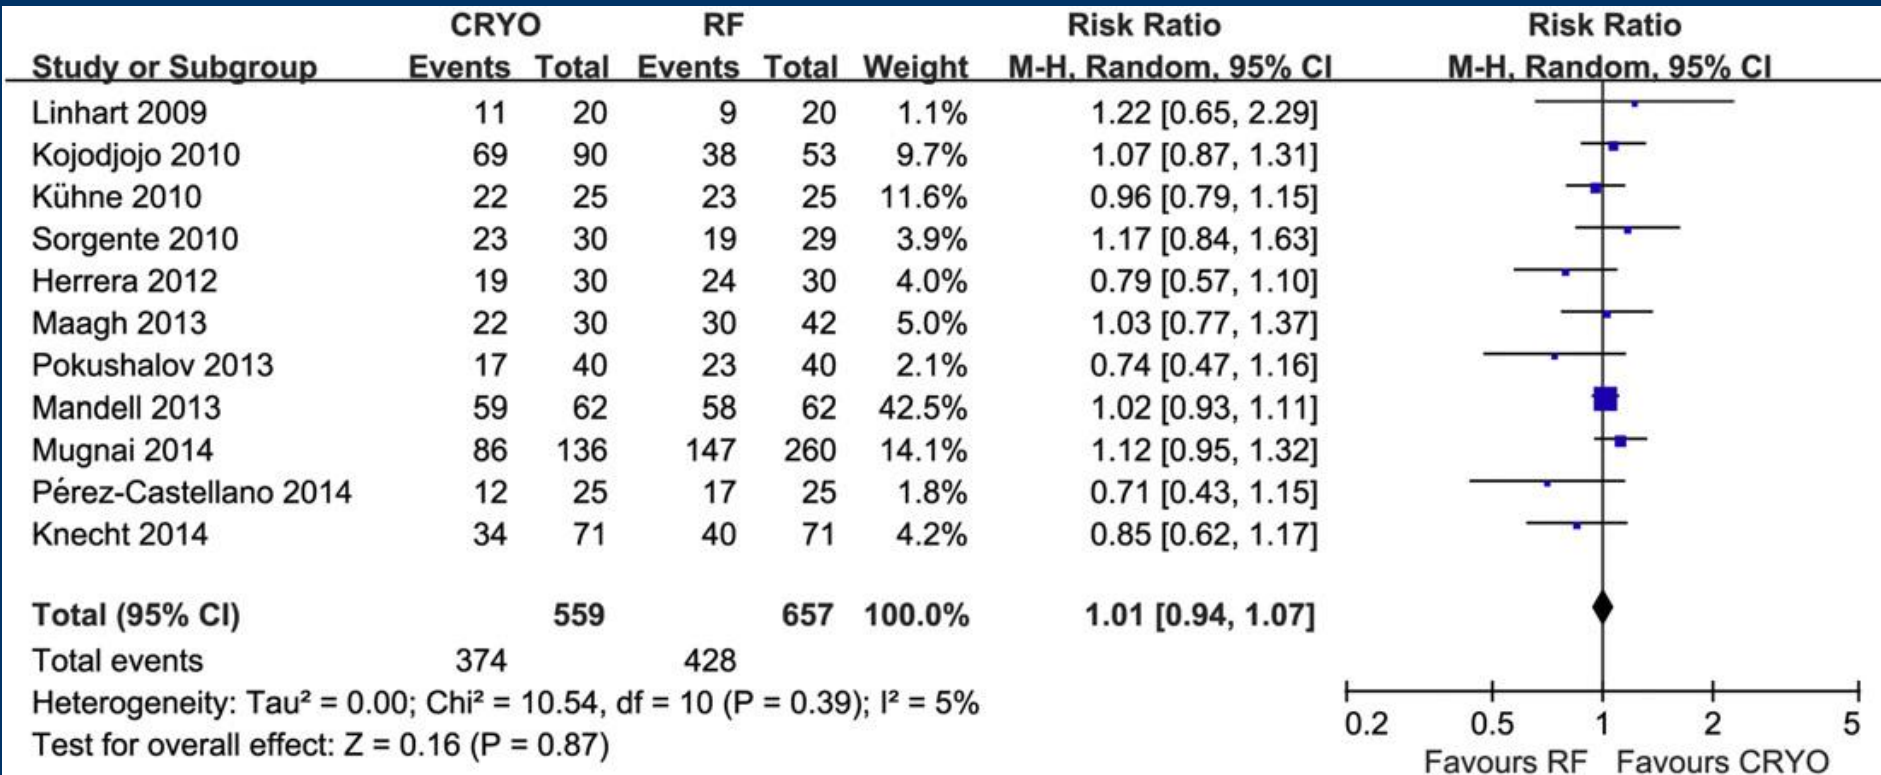 CRYO RF Risk Ratio Risk Ratio
Study or Subgroup Events Total Events Total Weight M-H, Random, 95% CI M-H, Random, 95% CI
Linhart 2009 11 20 9 20 1.1% 1.22 [0.65, 2.29]
Kojodjojo 2010 69 90 38 53 9.7% 1.07 [0.87, 1.31]
Kühne 2010 22 25 23 25 11.6% 0.96 [0.79, 1.15]
Sorgente 2010 23 30 19 29 3.9% 1.17 [0.84, 1.63]
Herrera 2012 19 30 24 30 4.0% 0.79 [0.57, 1.10]
Maagh 2013 22 30 30 42 5.0% 1.03 [0.77, 1.37]
Pokushalov 2013 17 40 23 40 2.1% 0.74 [0.47, 1.16]
Mandell 2013 59 62 58 62 42.5% 1.02 [0.93, 1.11]
Mugnai 2014 86 136 147 260 14.1% 1.12 [0.95, 1.32]
Pérez-Castellano 2014 12 25 17 25 1.8% 0.71 [0.43, 1.15]
Knecht 2014 34 71 40 71 4.2% 0.85 [0.62, 1.17]
Total (95% CI) 559 657 100.0% 1.01 [0.94, 1.07]
Total events 374 428
Heterogeneity: Tau² = 0.00; Chi² = 10.54, df = 10 (P = 0.39); I² = 5%
Test for overall effect: Z = 0.16 (P = 0.87)
0.2 0.5 1 2 5
Favours RF Favours CRYO